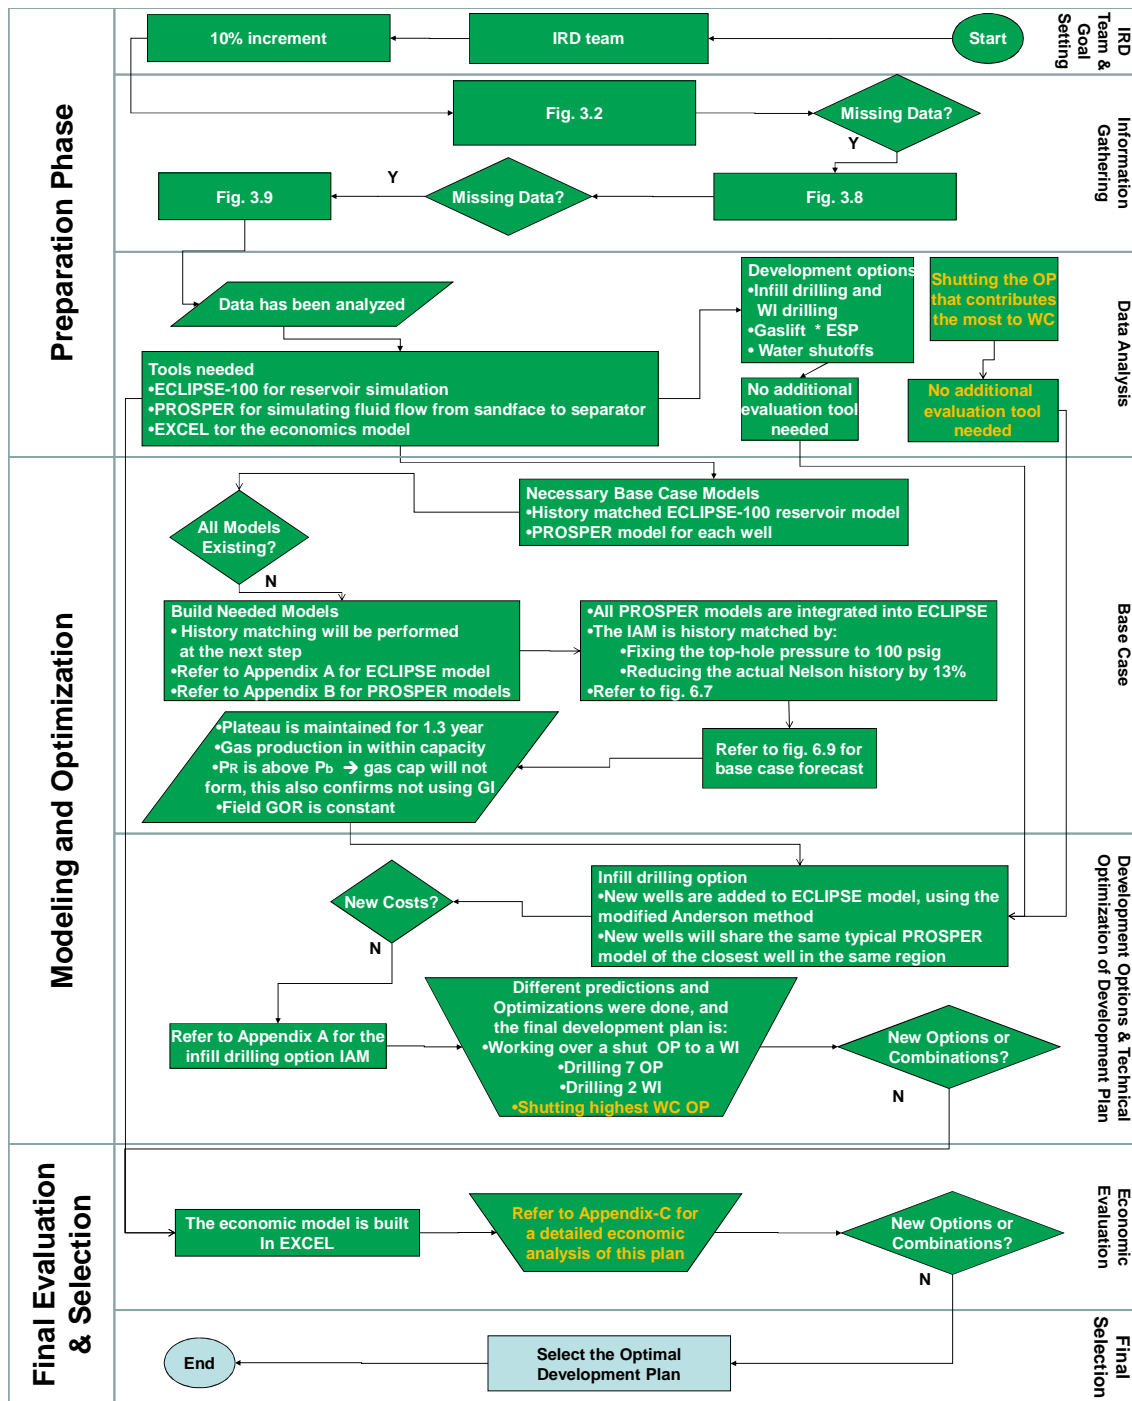 Preparation Phase
IRD
Team &
Goal
Setting
10% increment
IRD team
Start
Information
Gathering
Fig. 3.2
Missing Data?
Y
Fig. 3.9
Y
Missing Data?
Fig. 3.8
Data Analysis
Data has been analyzed
Tools needed
•ECLIPSE-100 for reservoir simulation
•PROSPER for simulating fluid flow from sandface to separator
•EXCEL tor the economics model
Development options
•Infill drilling and
WI drilling
•Gaslift * ESP
• Water shutoffs
No additional
evaluation tool
needed
Shutting the OP
that contributes
the most to WC
No additional
evaluation tool
needed
Modeling and Optimization
Base Case
Necessary Base Case Models
•History matched ECLIPSE-100 reservoir model
•PROSPER model for each well
All Models
Existing?
N
Build Needed Models
• History matching will be performed
at the next step
•Refer to Appendix A for ECLIPSE model
•Refer to Appendix B for PROSPER models
•All PROSPER models are integrated into ECLIPSE
•The IAM is history matched by:
•Fixing the top-hole pressure to 100 psig
•Reducing the actual Nelson history by 13%
•Refer to fig. 6.7
•Plateau is maintained for 1.3 year
•Gas production in within capacity
•PR is above Pb → gas cap will not
form, this also confirms not using GI
•Field GOR is constant
Refer to fig. 6.9 for
base case forecast
Development Options & Technical
Optimization of Development Plan
Infill drilling option
•New wells are added to ECLIPSE model, using the
modified Anderson method
•New wells will share the same typical PROSPER
model of the closest well in the same region
New Costs?
N
Refer to Appendix A for the
infill drilling option IAM
Different predictions and
Optimizations were done, and
the final development plan is:
•Working over a shut OP to a WI
•Drilling 7 OP
•Drilling 2 WI
•Shutting highest WC OP
New Options or
Combinations?
N
Final Evaluation
& Selection
Economic
Evaluation
The economic model is built
In EXCEL
Refer to Appendix-C for
a detailed economic
analysis of this plan
New Options or
Combinations?
N
Final
Selection
End
Select the Optimal
Development Plan